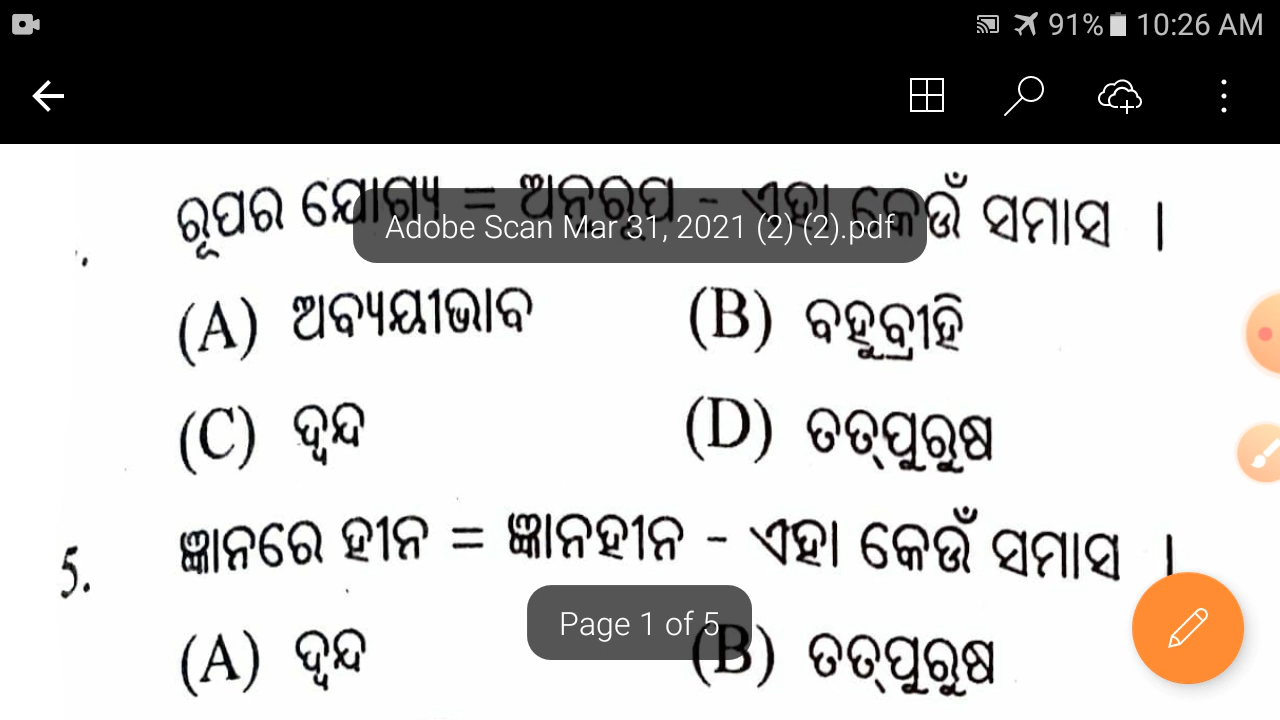 91% 10:26 AM
ରୂପର ଯୋଗ୍ୟ = ଅନୁରୂପ - ଏହା କେଉଁ ସମାସ ।
Adobe Scan Mar 31, 2021 (2) (2).pdf
(A) ଅବ୍ୟୟୀଭାବ (B) ବହୁବ୍ରୀହି
(C) ଦ୍ୱନ୍ଦ (D) ତତ୍‌ପୁରୁଷ
5. ଜ୍ଞାନରେ ହୀନ = ଜ୍ଞାନହୀନ - ଏହା କେଉଁ ସମାସ ।
Page 1 of 5
(A) ଦ୍ୱନ୍ଦ (B) ତତ୍‌ପୁରୁଷ